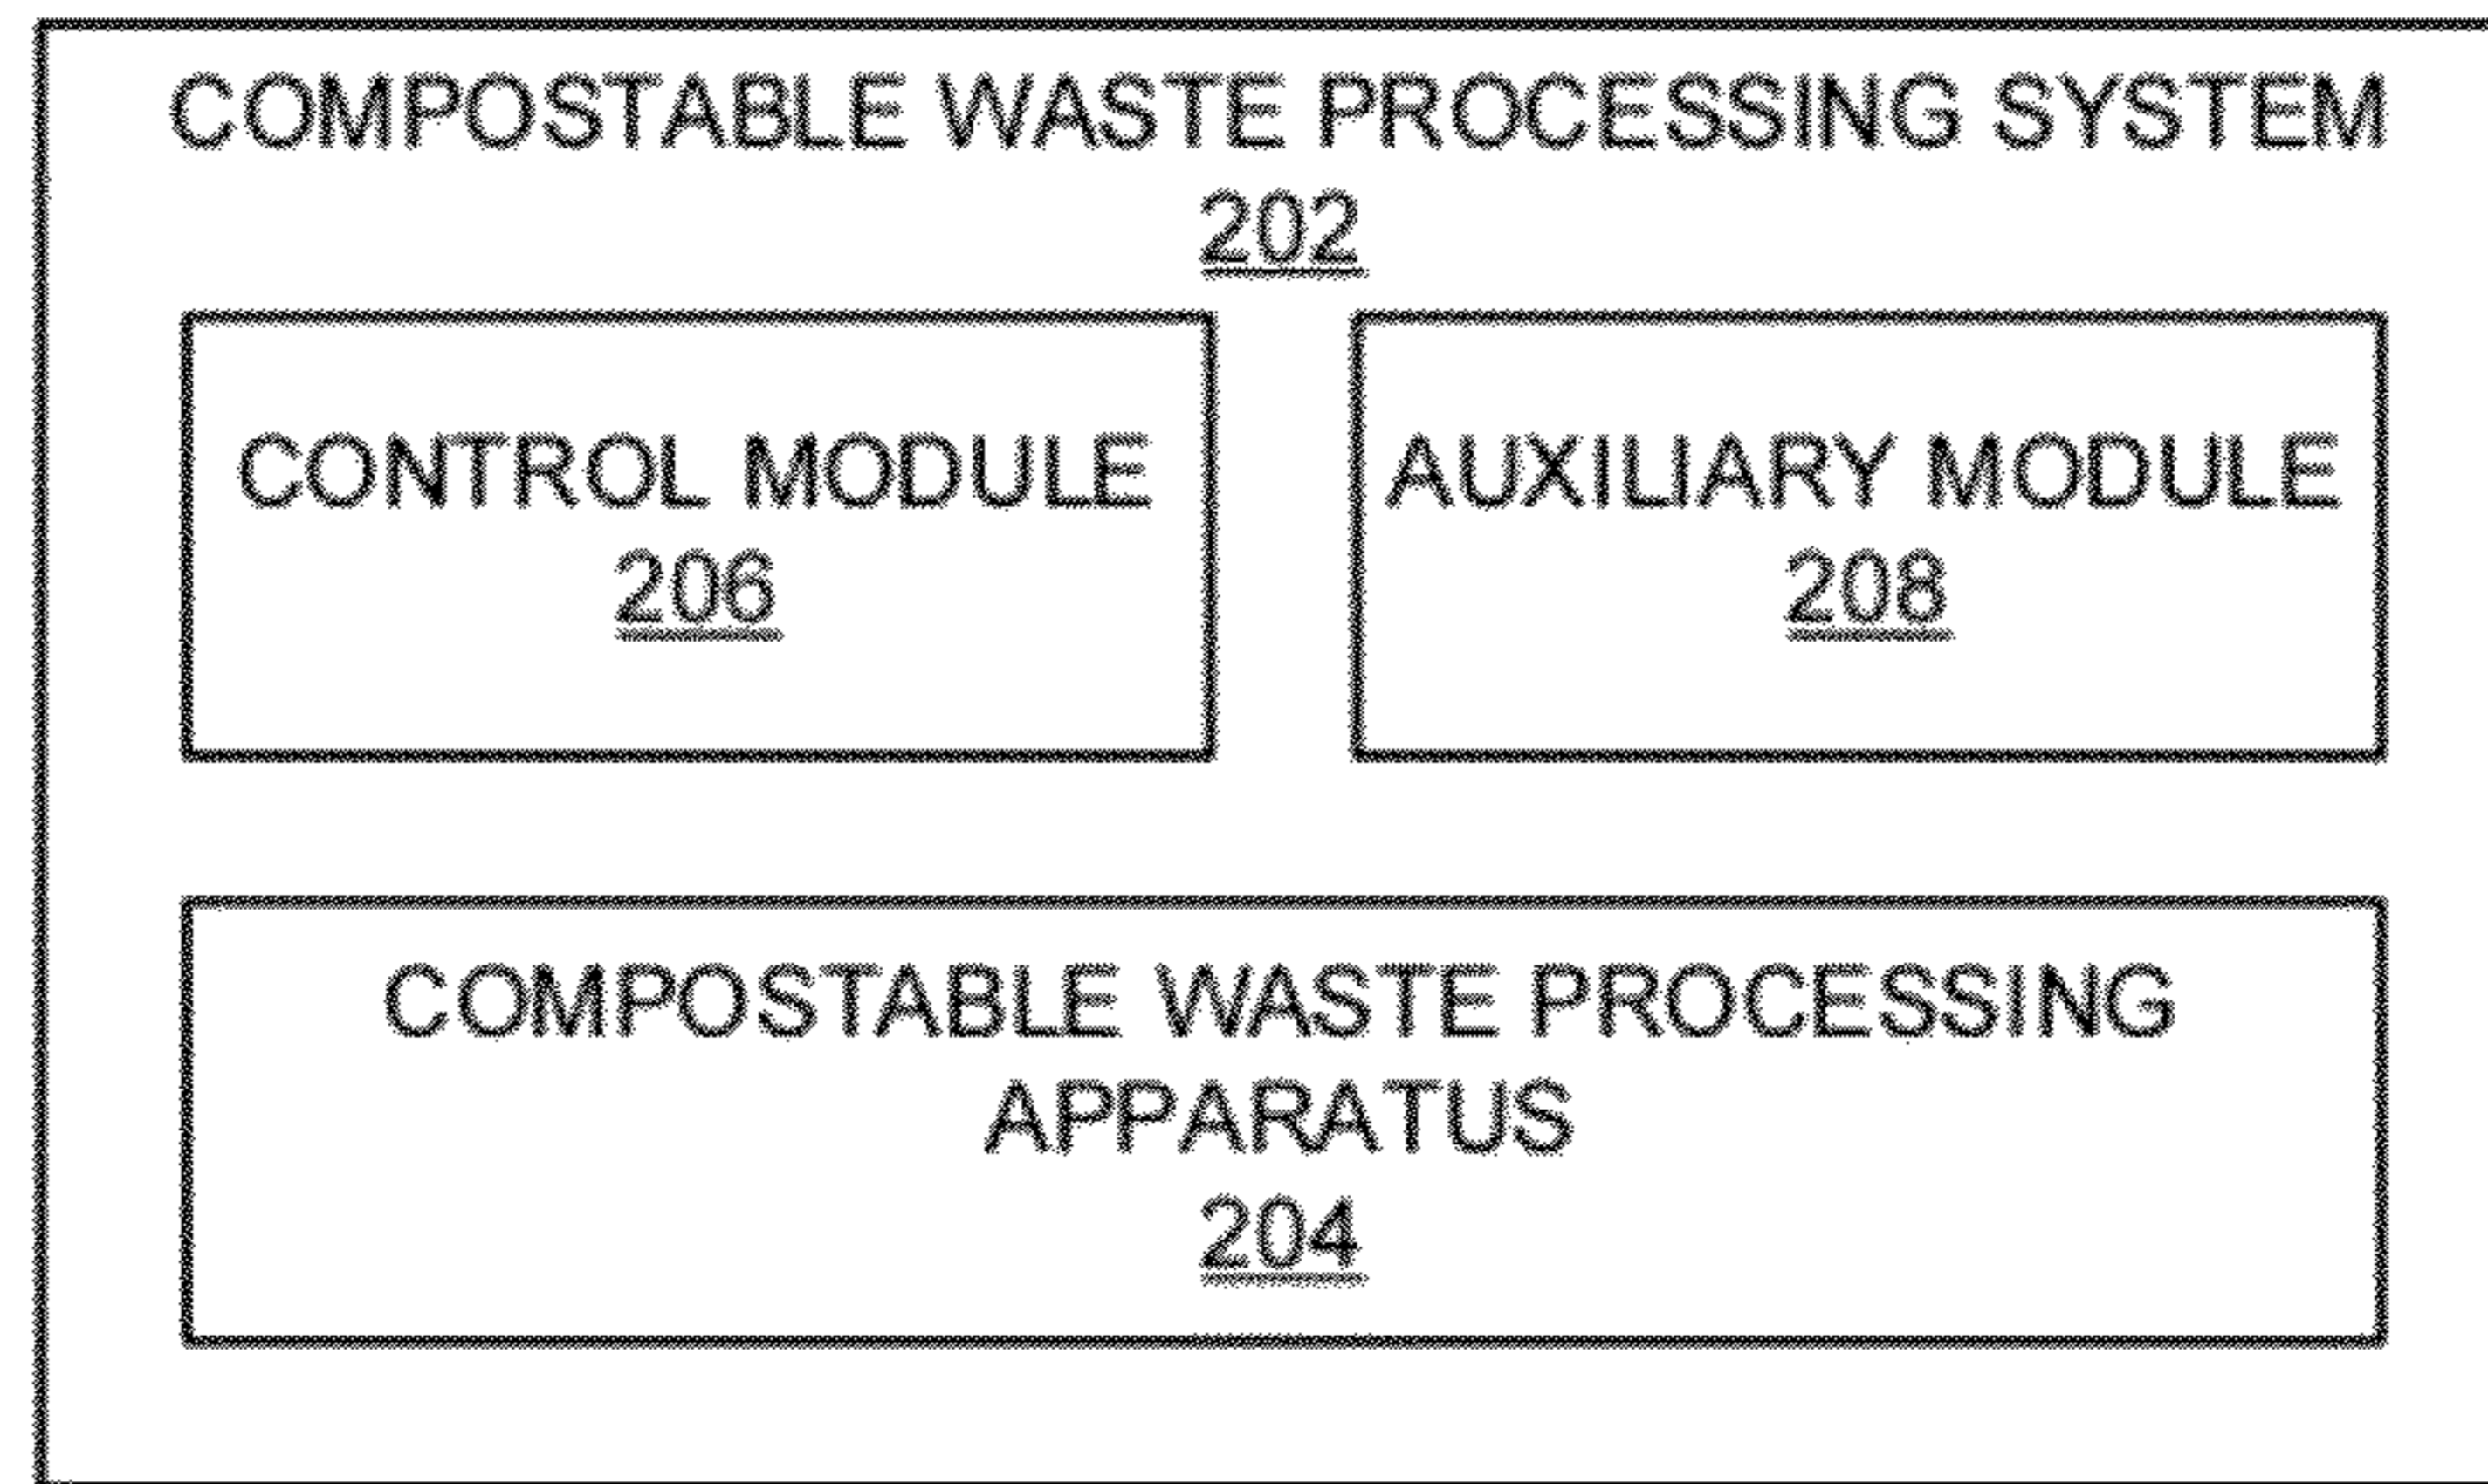 COMPOSTABLE WASTE PROCESSING SYSTEM
202
CONTROL MODULE
206
AUXILIARY MODULE
208
COMPOSTABLE WASTE PROCESSING
APPARATUS
204